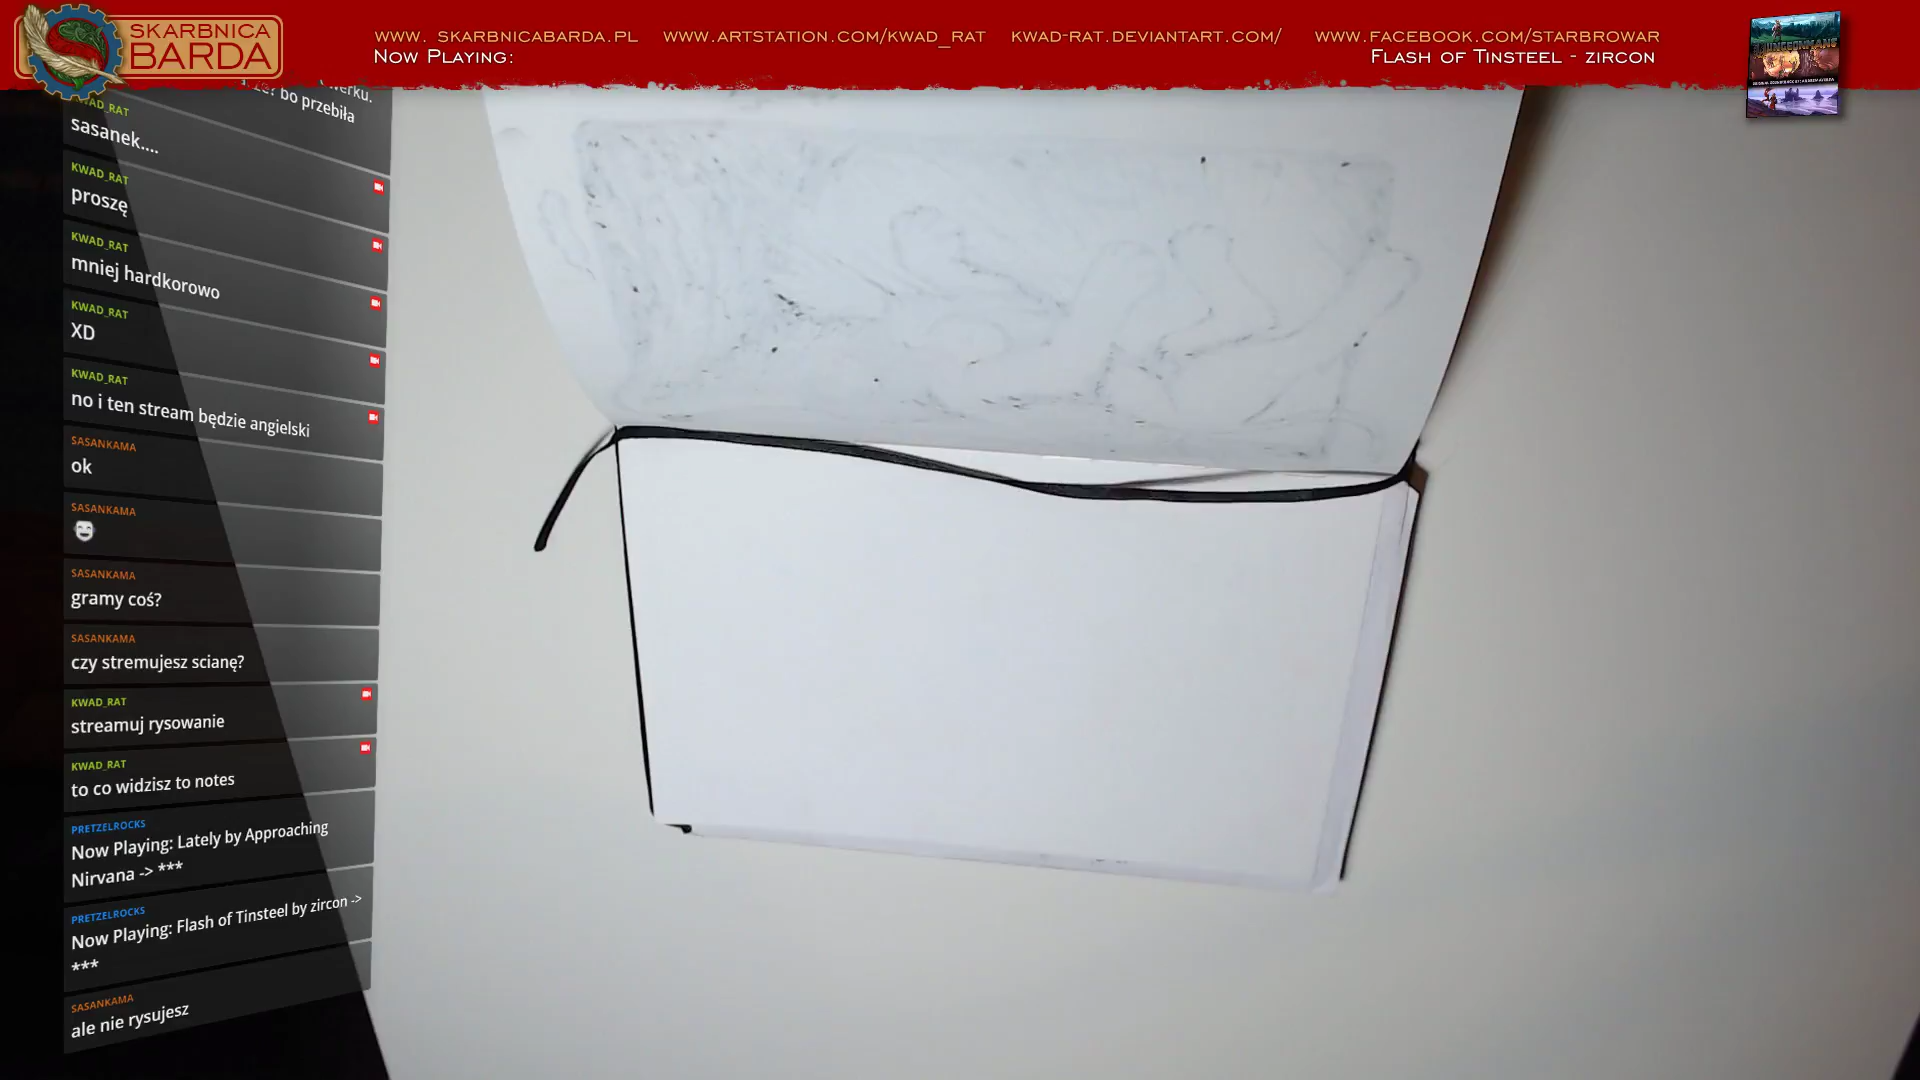 SKARBNICA
BARDA
WWW. SKARBNICABARDA.PL WWW.ARTSTATION.COM/KWAD_RAT KWAD-RAT.DEVIANTART.COM/ WWW.FACEBOOK.COM/STARBROWAR
NOW PLAYING: FLASH OF TINSTEEL - ZIRCON
bo przebiła
KWAD_RAT
sasanek....
KWAD_RAT
proszę
KWAD_RAT
mniej hardkorowo
KWAD_RAT
XD
KWAD_RAT
no i ten stream będzie angielski
SASANKAMA
ok
SASANKAMA
SASANKAMA
gramy coś?
SASANKAMA
czy stremujesz scianę?
KWAD_RAT
streamuj rysowanie
KWAD_RAT
to co widzisz to notes
PRETZELROCKS
Now Playing: Lately by Approaching
Nirvana -> ***
PRETZELROCKS
Now Playing: Flash of Tinsteel by zircon ->
***
SASANKAMA
ale nie rysujesz